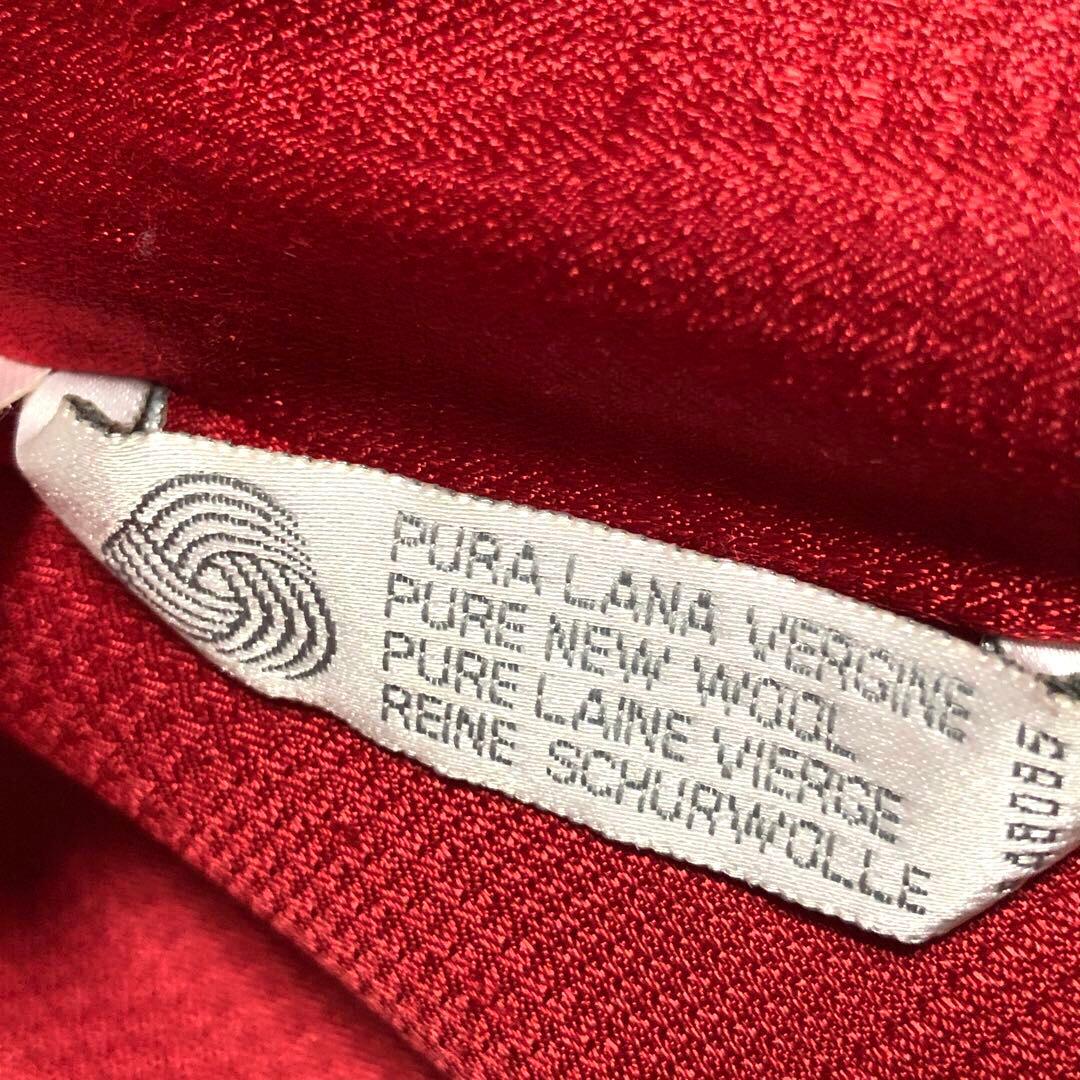 PURA LANA VERGINE
PURE NEW WOOL
PURE LAINE VIERGE
REINE SCHURWOLLE